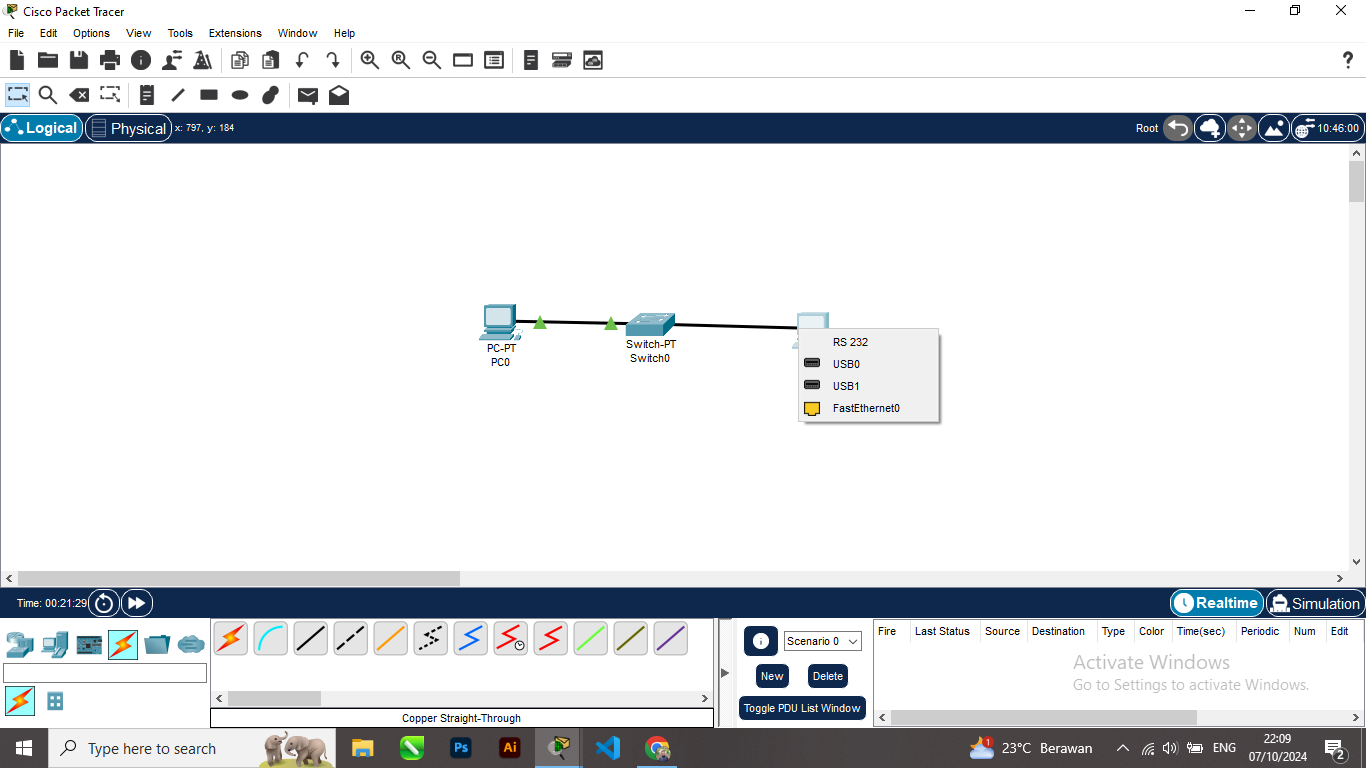 Cisco Packet Tracer
File Edit Options View Tools Extensions Window Help
?
Logical Physical x: 797, y: 184 Root 10:46:00
PC-PT
PC0
Switch-PT
Switch0
RS 232
USB0
USB1
FastEthernet0
Time: 00:21:29 Realtime Simulation
Scenario 0
New Delete
Toggle PDU List Window
Fire Last Status Source Destination Type Color Time(sec) Periodic Num Edit
Activate Windows
Go to Settings to activate Windows.
Copper Straight-Through
Type here to search
Ps
Ai
1
23°C Berawan
ENG
22:09
07/10/2024
2